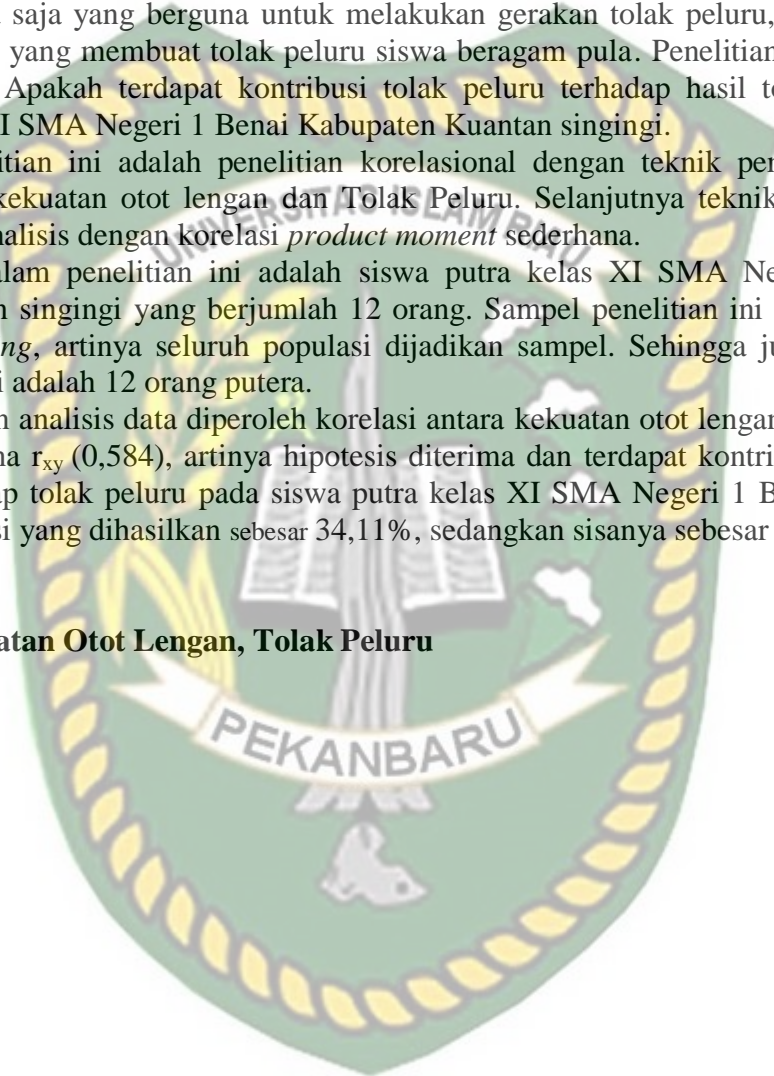 saja yang berguna untuk melakukan gerakan tolak peluru,
yang membuat tolak peluru siswa beragam pula. Penelitian
Apakah terdapat kontribusi tolak peluru terhadap hasil
I SMA Negeri 1 Benai Kabupaten Kuantan singingi.
itian ini adalah penelitian korelasional dengan teknik
kekuatan otot lengan dan Tolak Peluru. Selanjutnya teknik
nalisis dengan korelasi product moment sederhana.
lam penelitian ini adalah siswa putra kelas XI SMA
singingi yang berjumlah 12 orang. Sampel penelitian ini
ng, artinya seluruh populasi dijadikan sampel. Sehingga
i adalah 12 orang putera.
analisis data diperoleh korelasi antara kekuatan otot lengan
na rxy (0,584), artinya hipotesis diterima dan terdapat
ap tolak peluru pada siswa putra kelas XI SMA Negeri 1 B
si yang dihasilkan sebesar 34,11%, sedangkan sisanya sebesar
atan Otot Lengan, Tolak Peluru
UNIVERSITAS ISLAM RIAU
PEKANBARU